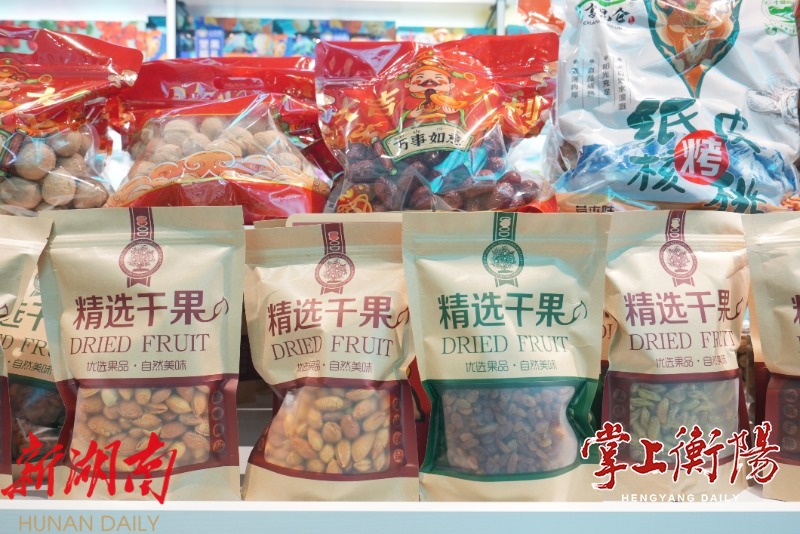 万事如意
纸皮
烤
核桃
精选干果
DRIED FRUIT
优选果品·自然美味
精选干果
DRIED FRUIT
优选果品·自然美味
精选干果
DRIED FRUIT
优选果品·自然美味
精选干果
DRIED FRUIT
优选果品·自然美味
新湖南
HUNAN DAILY
掌上衡陽
HENGYANG DAILY